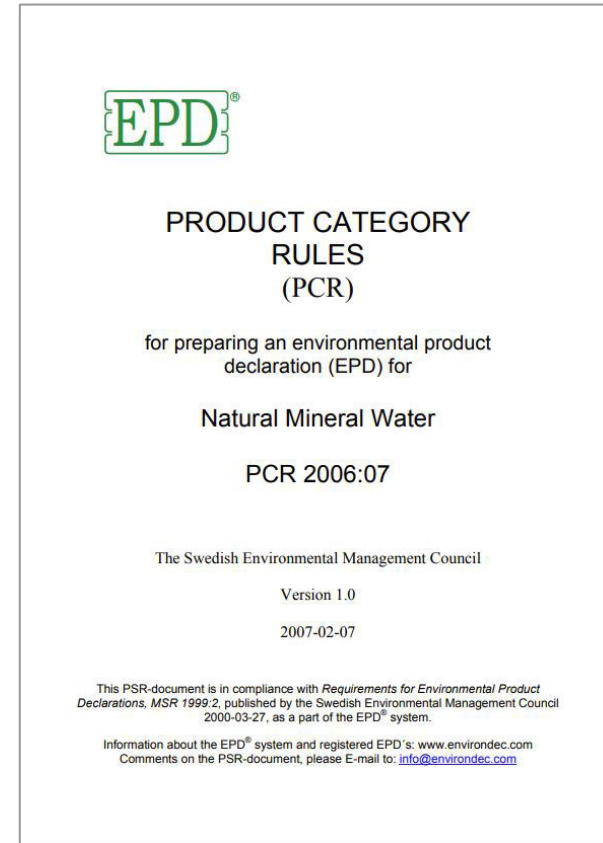 EPD®
PRODUCT CATEGORY
RULES
(PCR)
for preparing an environmental product
declaration (EPD) for
Natural Mineral Water
PCR 2006:07
The Swedish Environmental Management Council
Version 1.0
2007-02-07
This PSR-document is in compliance with Requirements for Environmental Product
Declarations, MSR 1999:2, published by the Swedish Environmental Management Council
2000-03-27, as a part of the EPD® system.
Information about the EPD® system and registered EPD´s: www.environdec.com
Comments on the PSR-document, please E-mail to: info@environdec.com